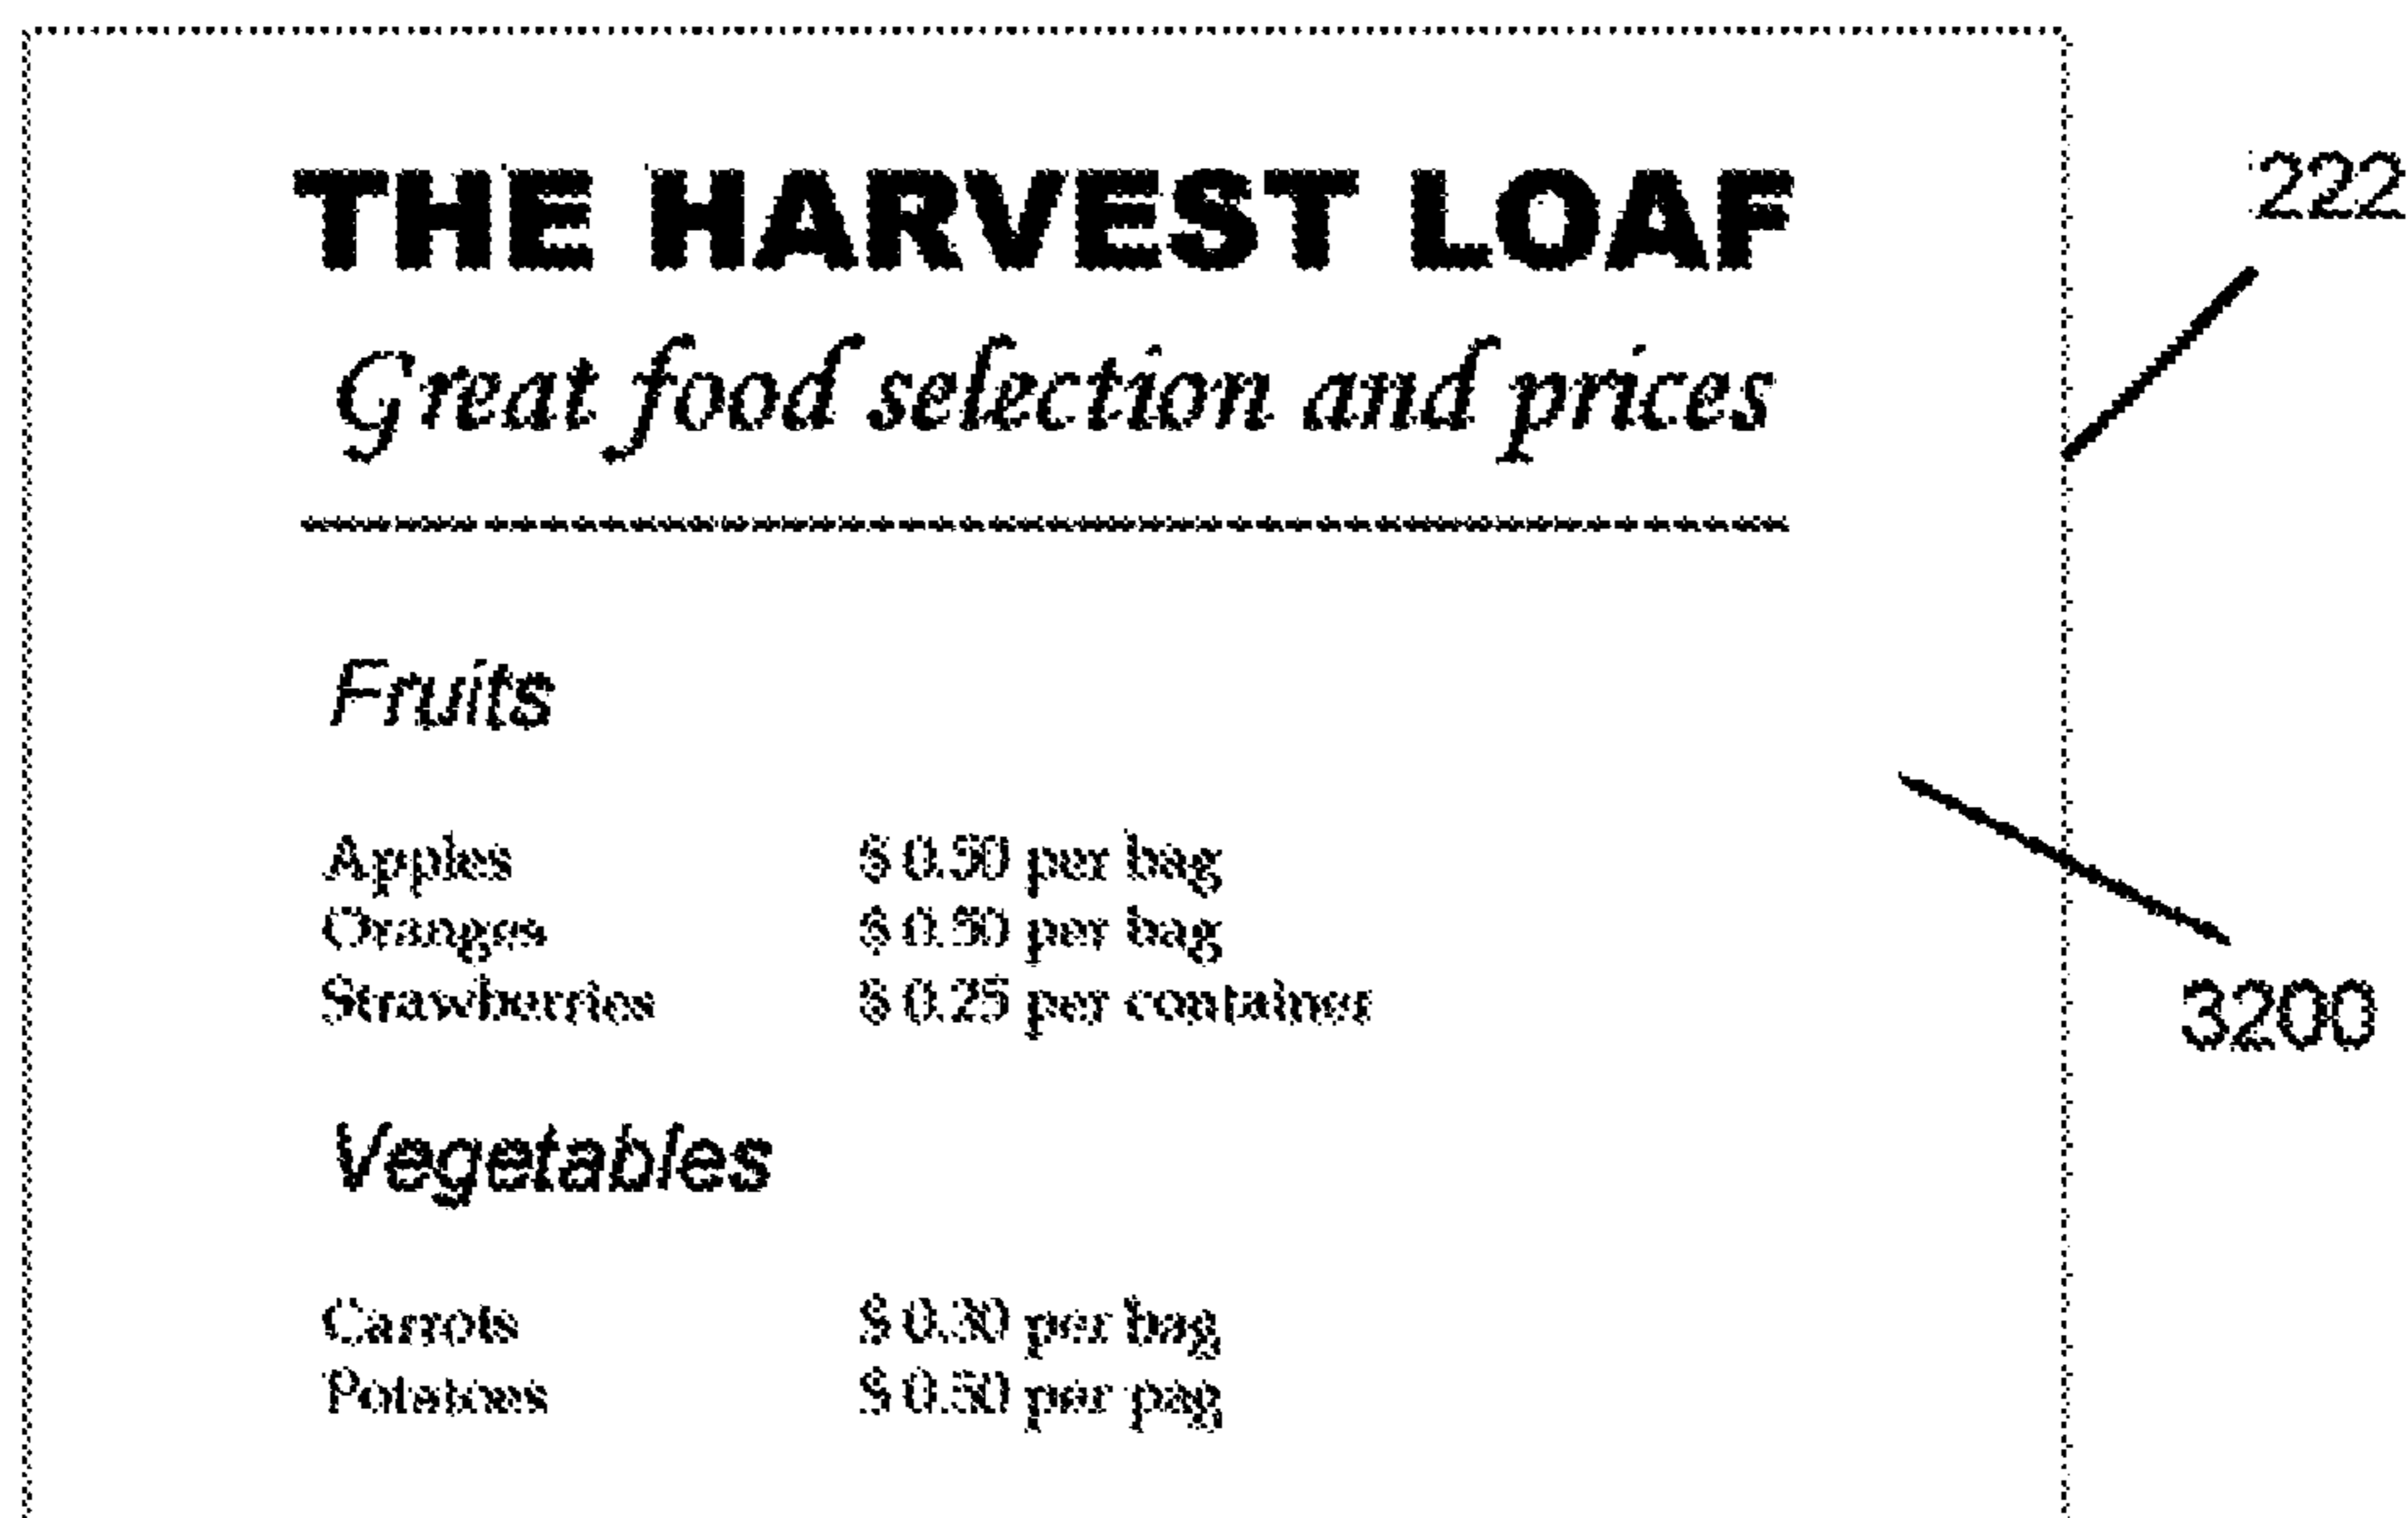 THE HARVEST LOAF
222
Great food selection and prices
Fruits
Apples $ 0.50 per bag
Oranges $ 0.50 per bag
Strawberries $ 0.25 per container
3200
Vegetables
Carrots $ 0.30 per bag
Potatoes $ 0.50 per pag